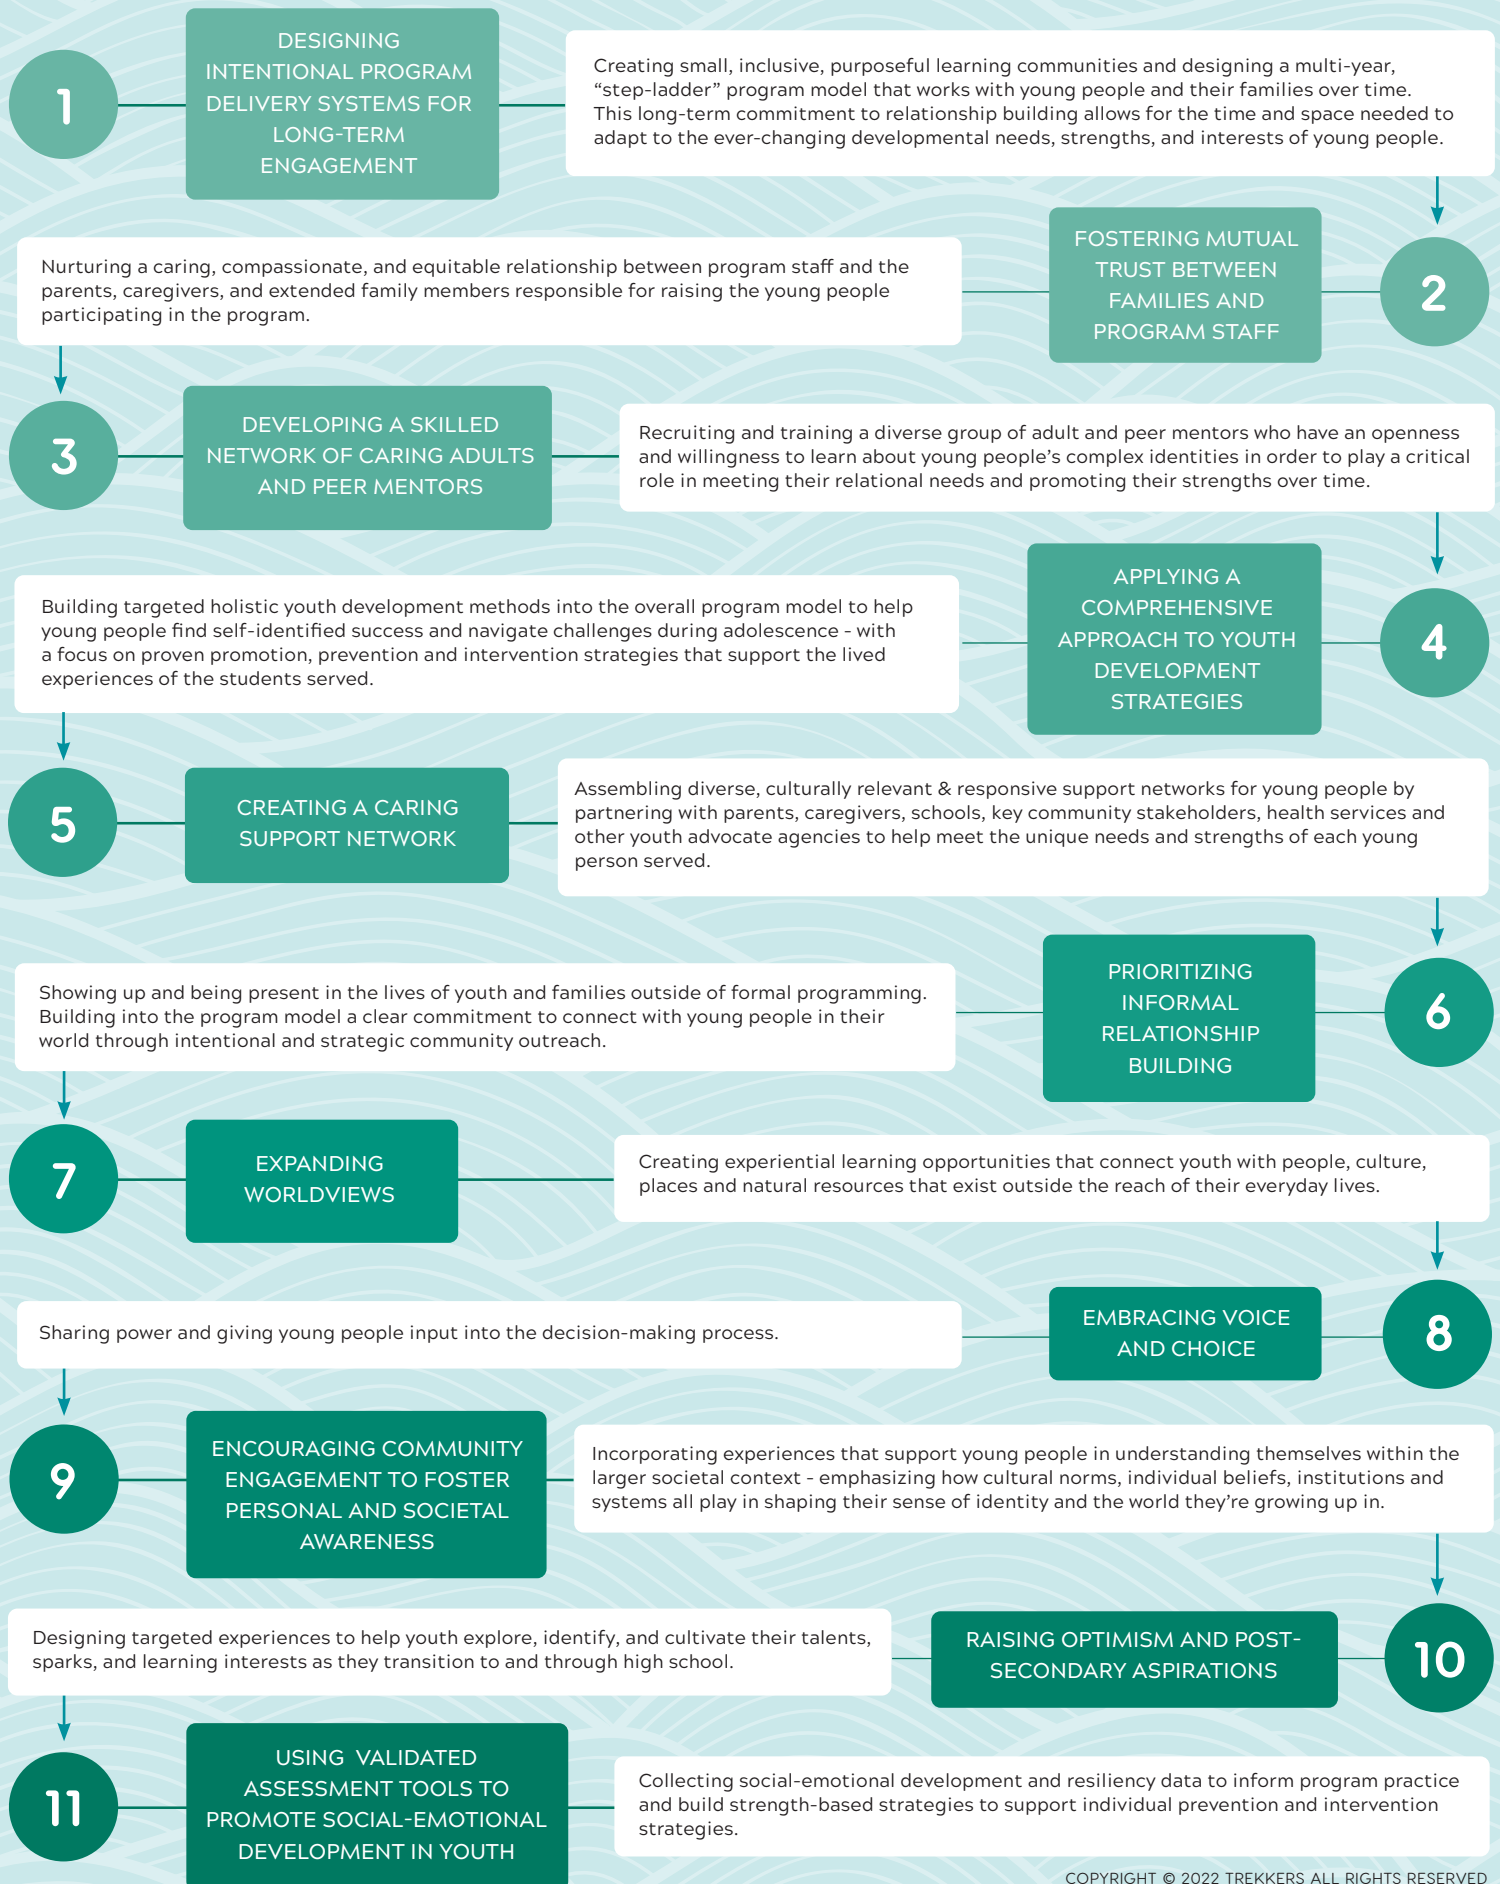 1
DESIGNING
INTENTIONAL PROGRAM
DELIVERY SYSTEMS FOR
LONG-TERM
ENGAGEMENT
Creating small, inclusive, purposeful learning communities and designing a multi-year,
“step-ladder” program model that works with young people and their families over time.
This long-term commitment to relationship building allows for the time and space needed to
adapt to the ever-changing developmental needs, strengths, and interests of young people.
2
FOSTERING MUTUAL
TRUST BETWEEN
FAMILIES AND
PROGRAM STAFF
Nurturing a caring, compassionate, and equitable relationship between program staff and the
parents, caregivers, and extended family members responsible for raising the young people
participating in the program.
3
DEVELOPING A SKILLED
NETWORK OF CARING ADULTS
AND PEER MENTORS
Recruiting and training a diverse group of adult and peer mentors who have an openness
and willingness to learn about young people’s complex identities in order to play a critical
role in meeting their relational needs and promoting their strengths over time.
4
APPLYING A
COMPREHENSIVE
APPROACH TO YOUTH
DEVELOPMENT
STRATEGIES
Building targeted holistic youth development methods into the overall program model to help
young people find self-identified success and navigate challenges during adolescence - with
a focus on proven promotion, prevention and intervention strategies that support the lived
experiences of the students served.
5
CREATING A CARING
SUPPORT NETWORK
Assembling diverse, culturally relevant & responsive support networks for young people by
partnering with parents, caregivers, schools, key community stakeholders, health services and
other youth advocate agencies to help meet the unique needs and strengths of each young
person served.
6
PRIORITIZING
INFORMAL
RELATIONSHIP
BUILDING
Showing up and being present in the lives of youth and families outside of formal programming.
Building into the program model a clear commitment to connect with young people in their
world through intentional and strategic community outreach.
7
EXPANDING
WORLDVIEWS
Creating experiential learning opportunities that connect youth with people, culture,
places and natural resources that exist outside the reach of their everyday lives.
8
EMBRACING VOICE
AND CHOICE
Sharing power and giving young people input into the decision-making process.
9
ENCOURAGING COMMUNITY
ENGAGEMENT TO FOSTER
PERSONAL AND SOCIETAL
AWARENESS
Incorporating experiences that support young people in understanding themselves within the
larger societal context - emphasizing how cultural norms, individual beliefs, institutions and
systems all play in shaping their sense of identity and the world they’re growing up in.
10
RAISING OPTIMISM AND POST-
SECONDARY ASPIRATIONS
Designing targeted experiences to help youth explore, identify, and cultivate their talents,
sparks, and learning interests as they transition to and through high school.
11
USING VALIDATED
ASSESSMENT TOOLS TO
PROMOTE SOCIAL-EMOTIONAL
DEVELOPMENT IN YOUTH
Collecting social-emotional development and resiliency data to inform program practice
and build strength-based strategies to support individual prevention and intervention
strategies.
COPYRIGHT © 2022 TREKKERS ALL RIGHTS RESERVED